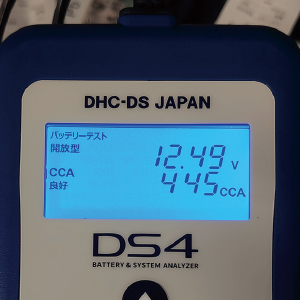 DHC-DS JAPAN
バッテリーテスト
開放型
12.49 V
CCA
445 CCA
良好
DS4
BATTERY & SYSTEM ANALYZER